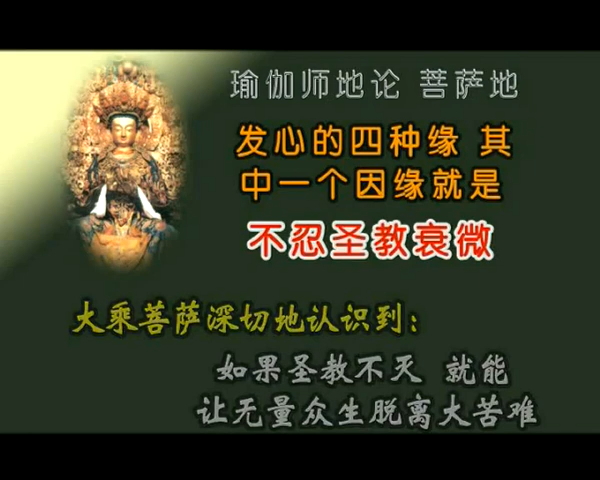 瑜伽师地论 菩萨地
发心的四种缘 其
中一个因缘就是
不忍圣教衰微
大乘菩萨深切地认识到：
如果圣教不灭 就能
让无量众生脱离大苦难